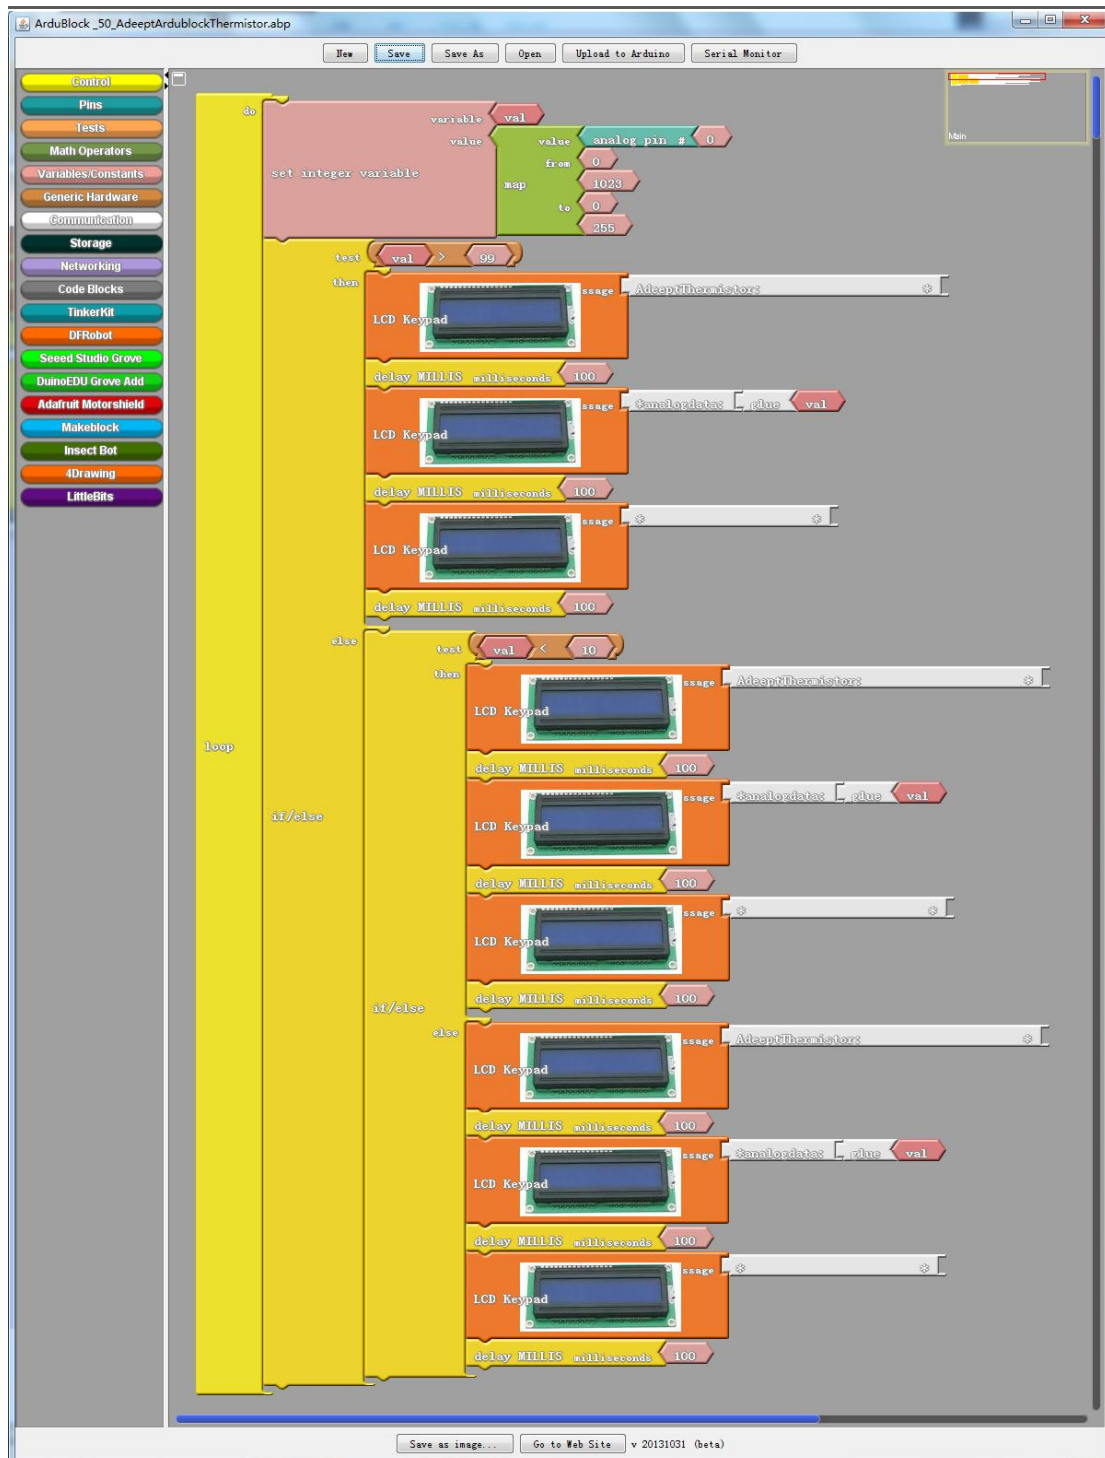 ArduBlock _50_AdeeptArdublockThermistor.abp
New Save Save As Open Upload to Arduino Serial Monitor
Control
Pins
Tests
Math Operators
Variables/Constants
Generic Hardware
Communication
Storage
Networking
Code Blocks
TinkerKit
DFRobot
Seeed Studio Grove
DuinoEDU Grove Add
Adafruit Motorshield
Makeblock
Insect Bot
4Drawing
LittleBits
Main
loop
do
set integer variable
variable val
value
map
value analog pin # 0
from 0
1023
to 0
255
if/else
test val > 99
then
LCD Keypad ssage AdeeptThermistor: *
delay MILLIS milliseconds 100
LCD Keypad ssage *analogdata: glue val
delay MILLIS milliseconds 100
LCD Keypad ssage * *
delay MILLIS milliseconds 100
else
if/else
test val < 10
then
LCD Keypad ssage AdeeptThermistor: *
delay MILLIS milliseconds 100
LCD Keypad ssage *analogdata: glue val
delay MILLIS milliseconds 100
LCD Keypad ssage * *
delay MILLIS milliseconds 100
else
LCD Keypad ssage AdeeptThermistor: *
delay MILLIS milliseconds 100
LCD Keypad ssage *analogdata: glue val
delay MILLIS milliseconds 100
LCD Keypad ssage * *
delay MILLIS milliseconds 100
Save as image... Go to Web Site v 20131031 (beta)